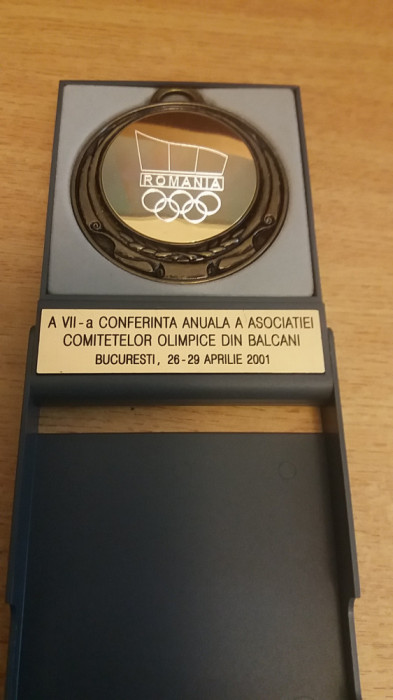 ROMANIA
A VII-a CONFERINTA ANUALA A ASOCIATIEI
COMITETELOR OLIMPICE DIN BALCANI
BUCURESTI, 26-29 APRILIE 2001